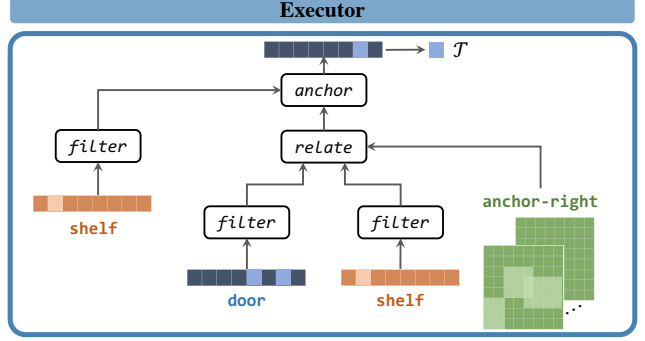 Executor
𝒯
anchor
filter
relate
shelf
filter
filter
anchor-right
door
shelf
...